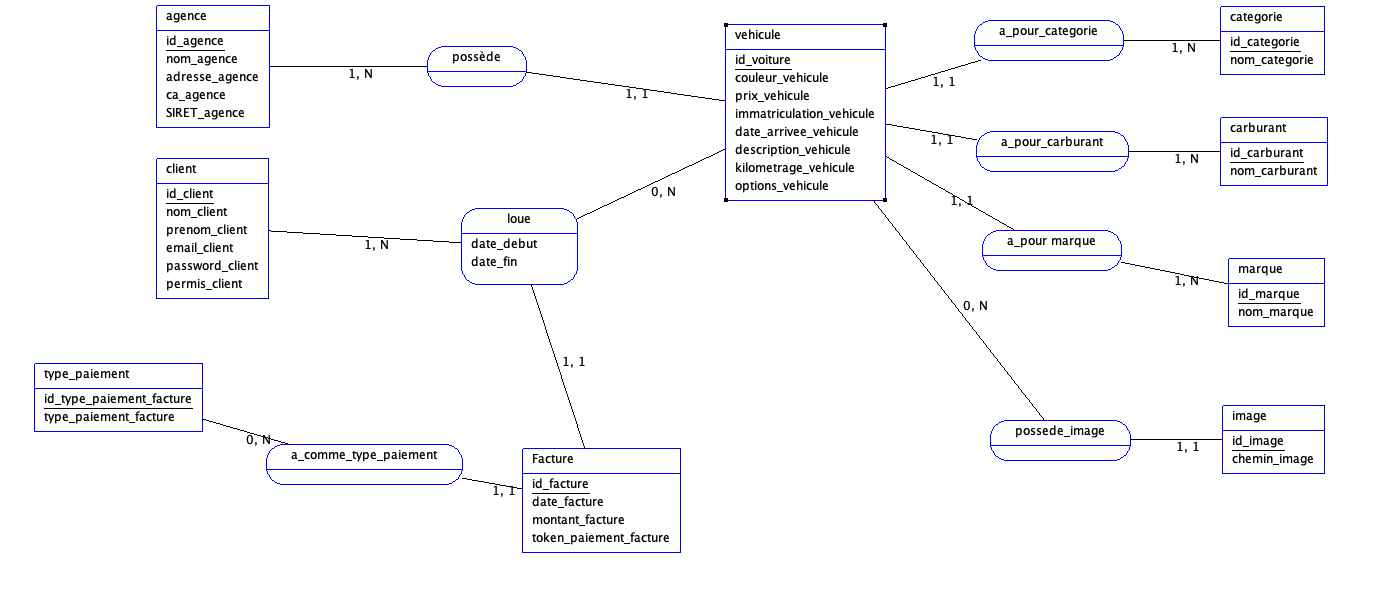 agence
id_agence
nom_agence
adresse_agence
ca_agence
SIRET_agence
1, N
possède
1, 1
vehicule
id_voiture
couleur_vehicule
prix_vehicule
immatriculation_vehicule
date_arrivee_vehicule
description_vehicule
kilometrage_vehicule
options_vehicule
a_pour_categorie
1, 1
1, N
categorie
id_categorie
nom_categorie
a_pour_carburant
1, 1
1, N
carburant
id_carburant
nom_carburant
client
id_client
nom_client
prenom_client
email_client
password_client
permis_client
1, N
loue
date_debut
date_fin
0, N
1, 1
a_pour marque
1, N
marque
id_marque
nom_marque
0, N
1, 1
type_paiement
id_type_paiement_facture
type_paiement_facture
0, N
a_comme_type_paiement
1, 1
Facture
id_facture
date_facture
montant_facture
token_paiement_facture
possede_image
1, 1
image
id_image
chemin_image